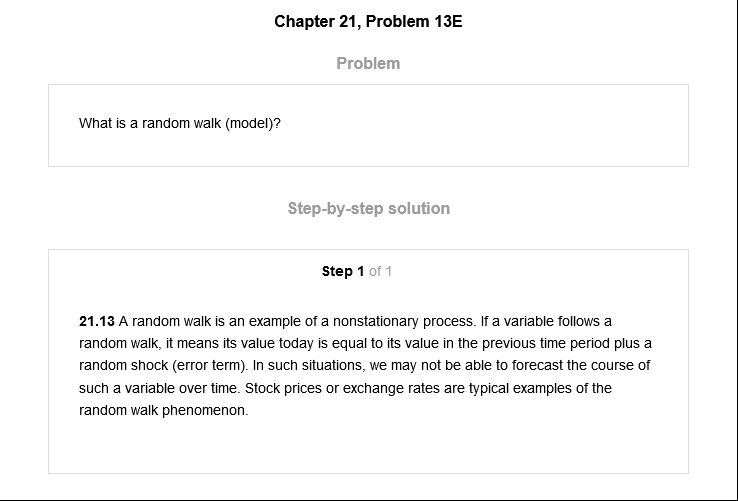 Chapter 21, Problem 13E
Problem
What is a random walk (model)?
Step-by-step solution
Step 1 of 1
21.13 A random walk is an example of a nonstationary process. If a variable follows a
random walk, it means its value today is equal to its value in the previous time period plus a
random shock (error term). In such situations, we may not be able to forecast the course of
such a variable over time. Stock prices or exchange rates are typical examples of the
random walk phenomenon.